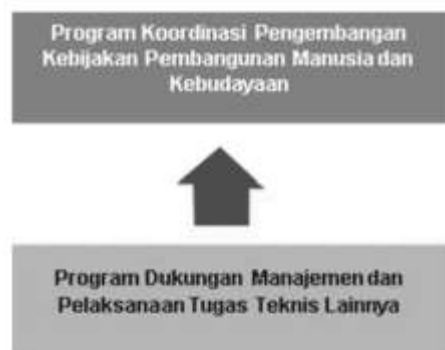 Program Koordinasi Pengembangan
Kebijakan Pembangunan Manusia dan
Kebudayaan
Program Dukungan Manajemen dan
Pelaksanaan Tugas Teknis Lainnya